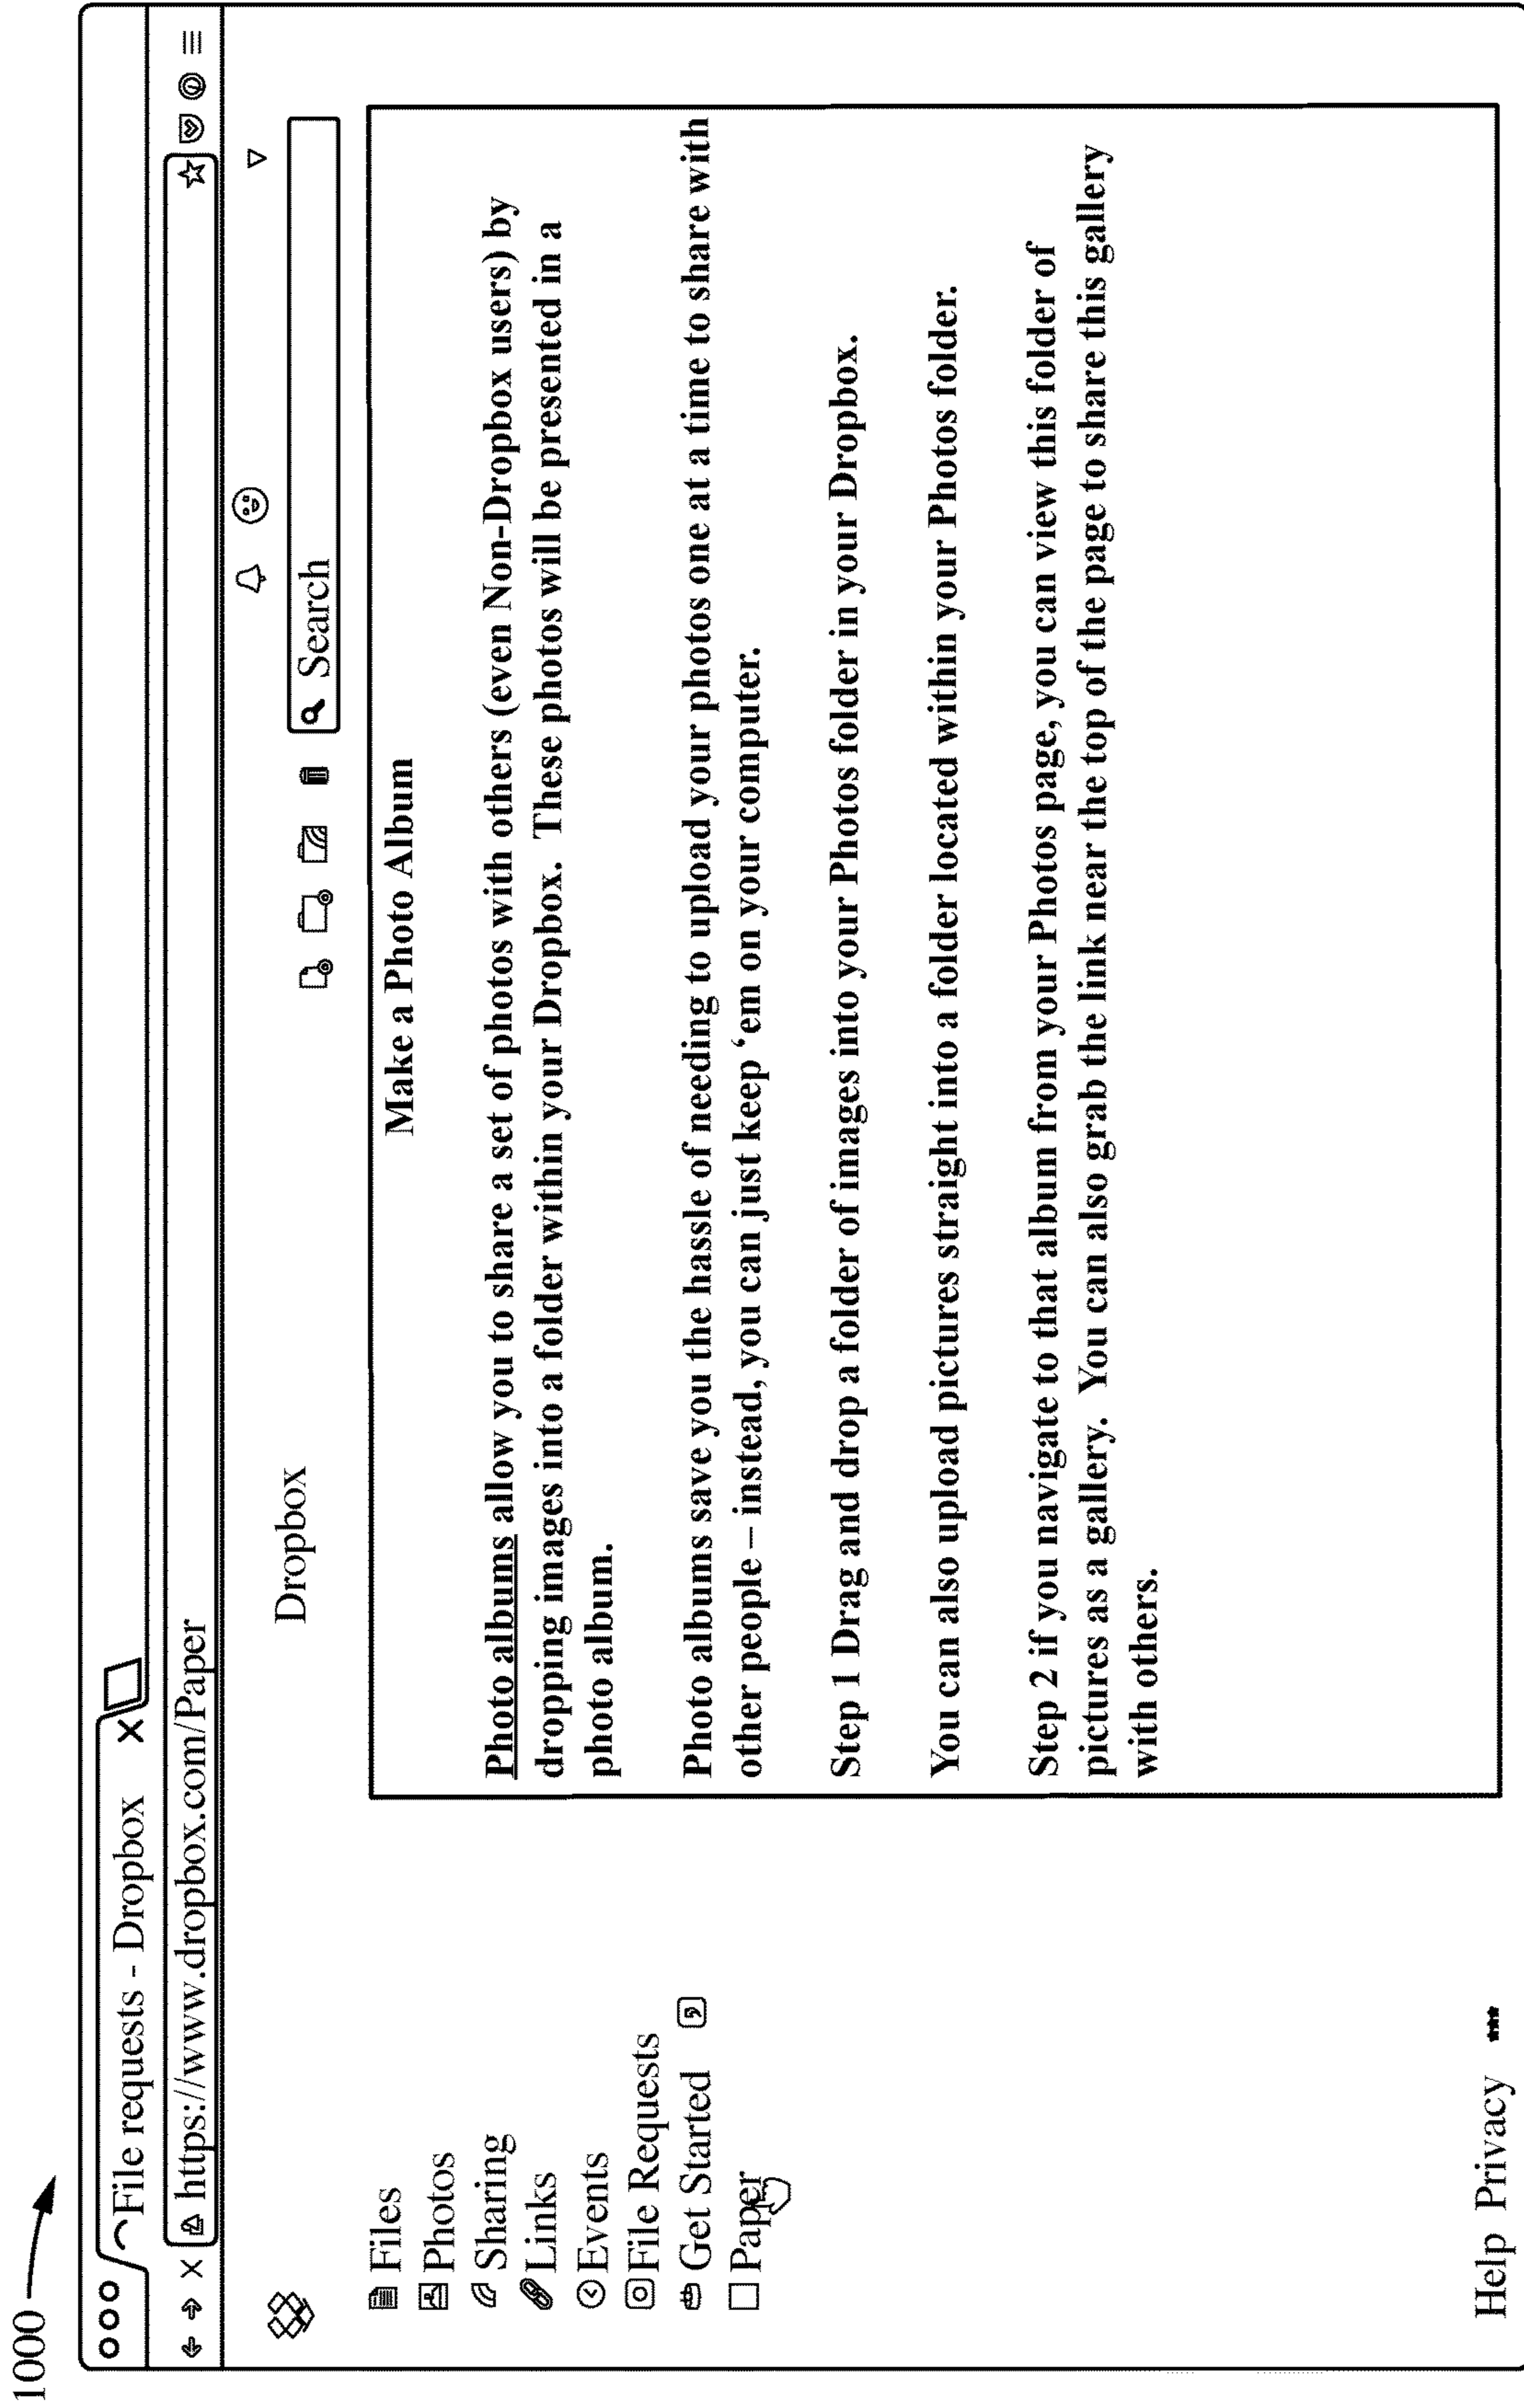 1000
File requests - Dropbox X
https://www.dropbox.com/Paper
Dropbox
Search
Files
Photos
Sharing
Links
Events
File Requests
Get Started
Paper
Make a Photo Album
Photo albums allow you to share a set of photos with others (even Non-Dropbox users) by
dropping images into a folder within your Dropbox. These photos will be presented in a
photo album.
Photo albums save you the hassle of needing to upload your photos one at a time to share with
other people – instead, you can just keep ‘em on your computer.
Step 1 Drag and drop a folder of images into your Photos folder in your Dropbox.
You can also upload pictures straight into a folder located within your Photos folder.
Step 2 if you navigate to that album from your Photos page, you can view this folder of
pictures as a gallery. You can also grab the link near the top of the page to share this gallery
with others.
Help Privacy